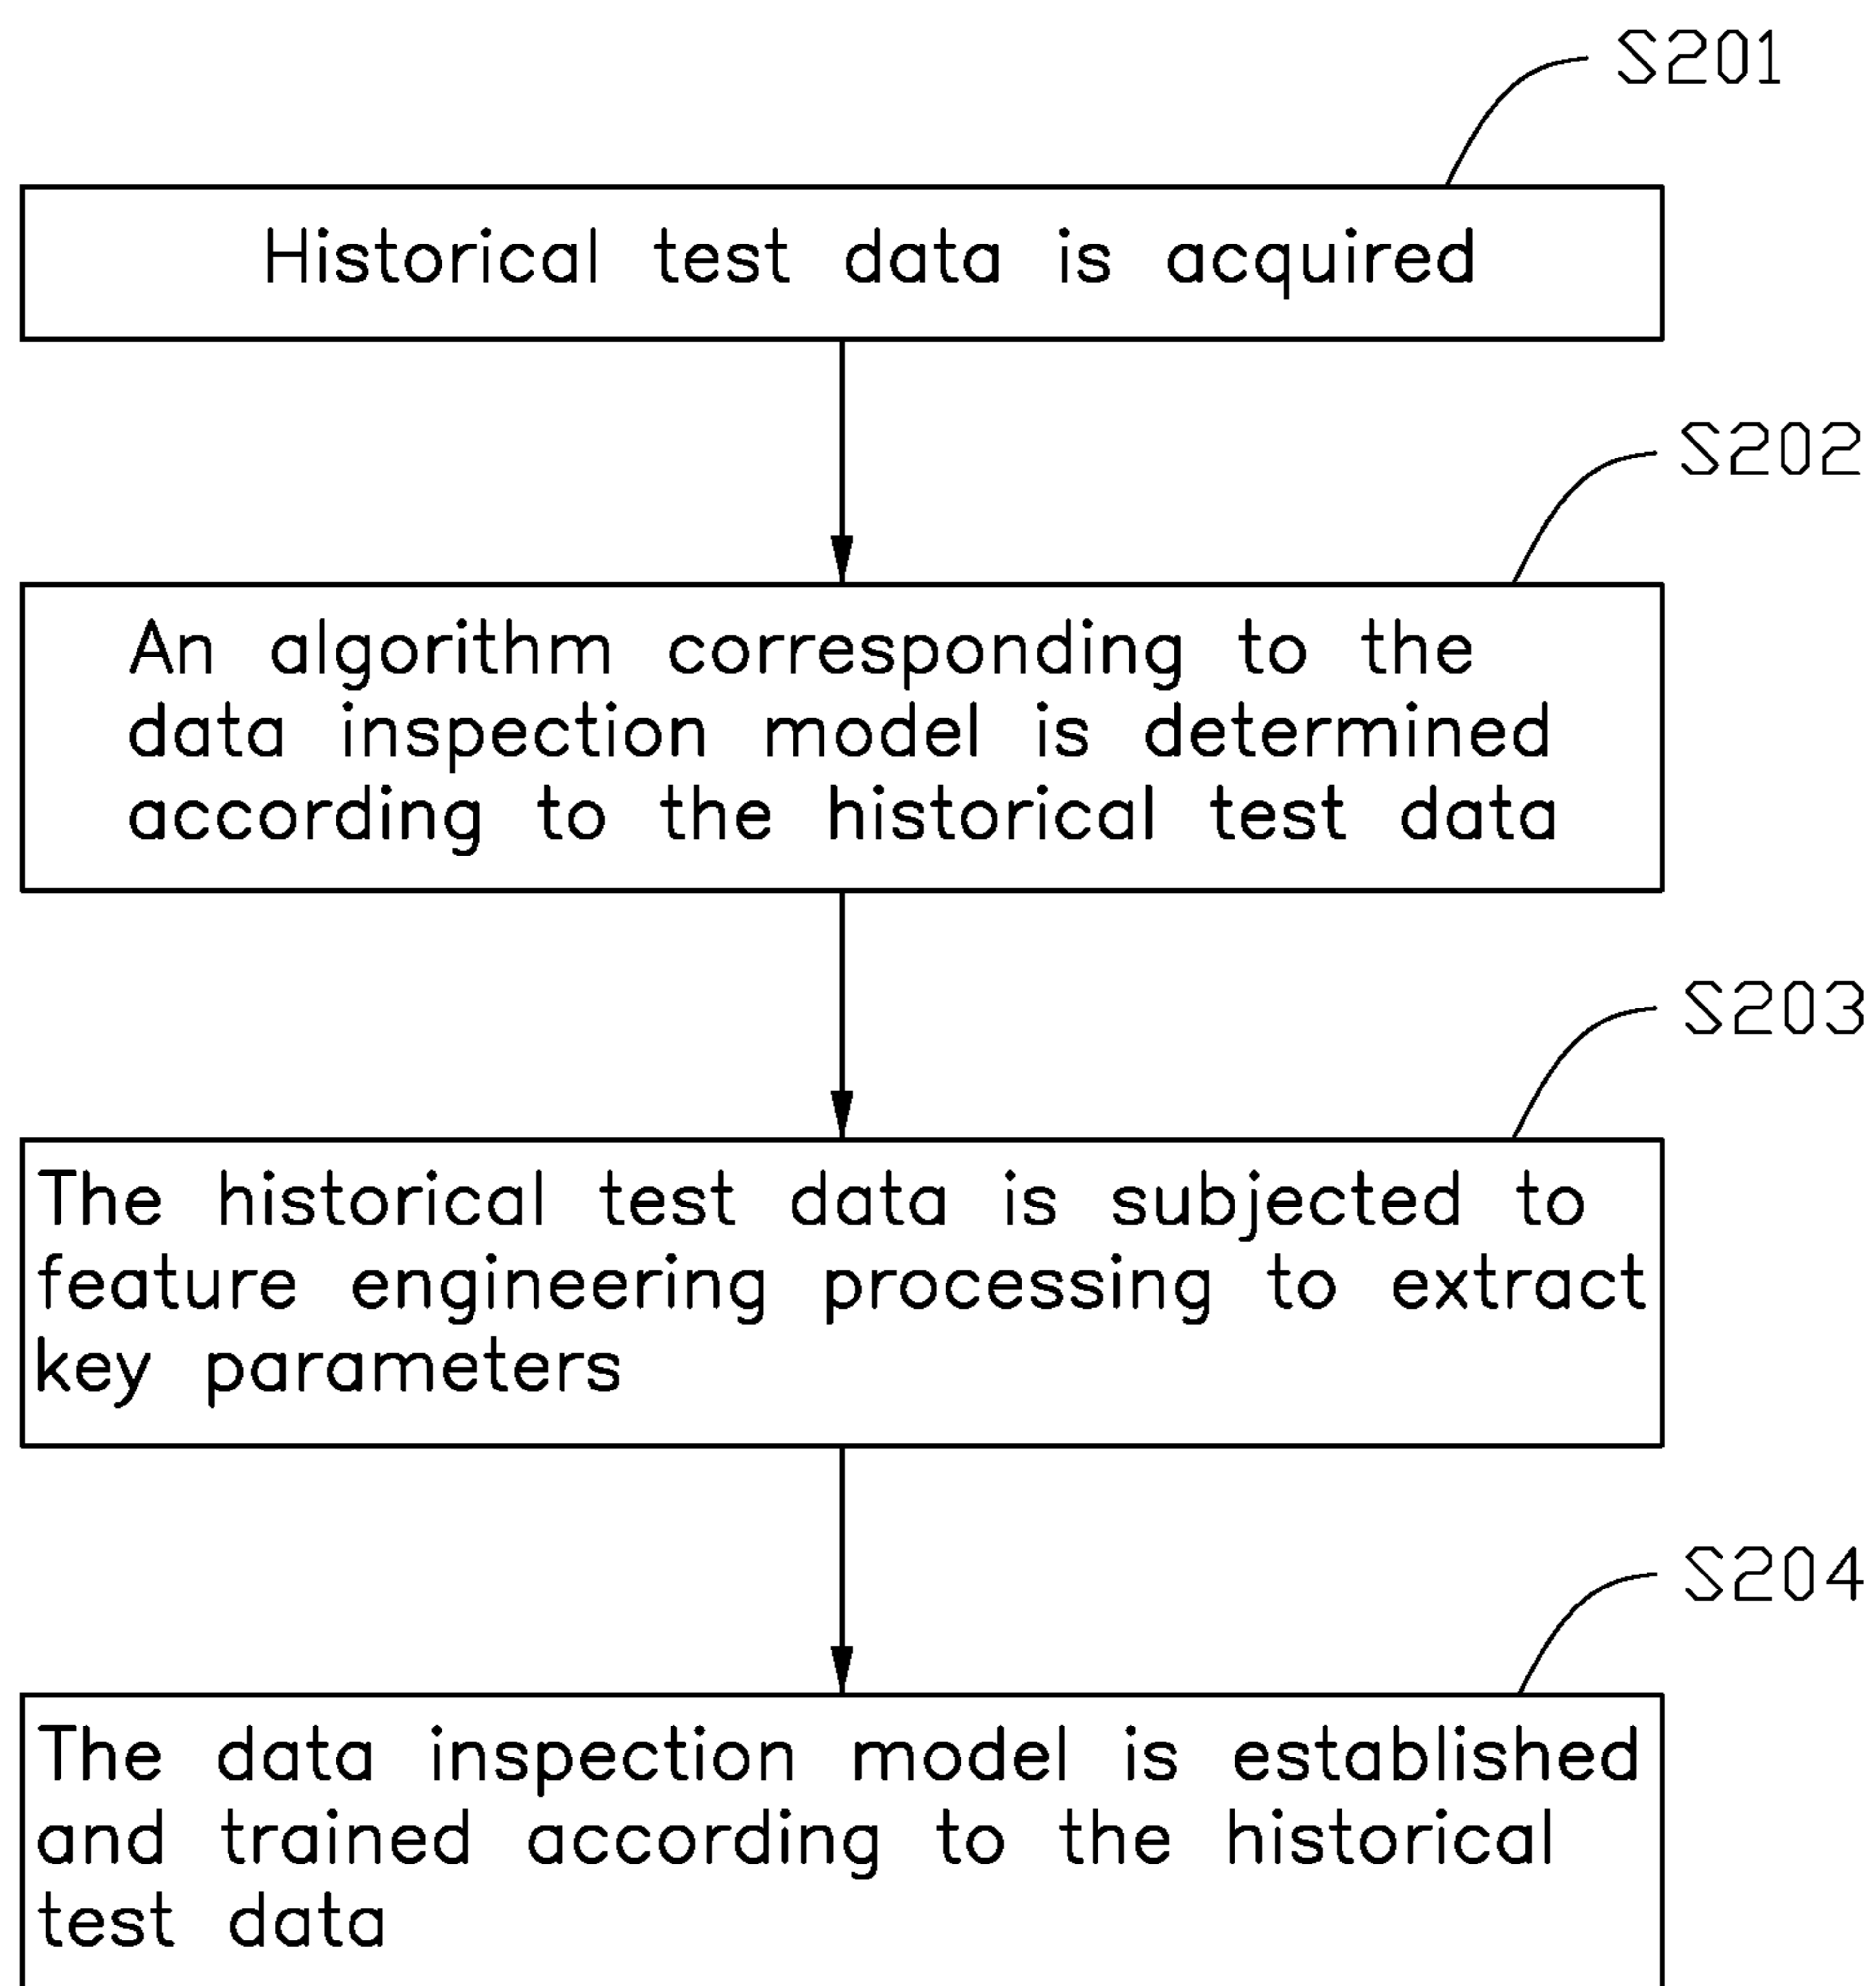 S201
Historical test data is acquired
S202
An algorithm corresponding to the
data inspection model is determined
according to the historical test data
S203
The historical test data is subjected to
feature engineering processing to extract
key parameters
S204
The data inspection model is established
and trained according to the historical
test data